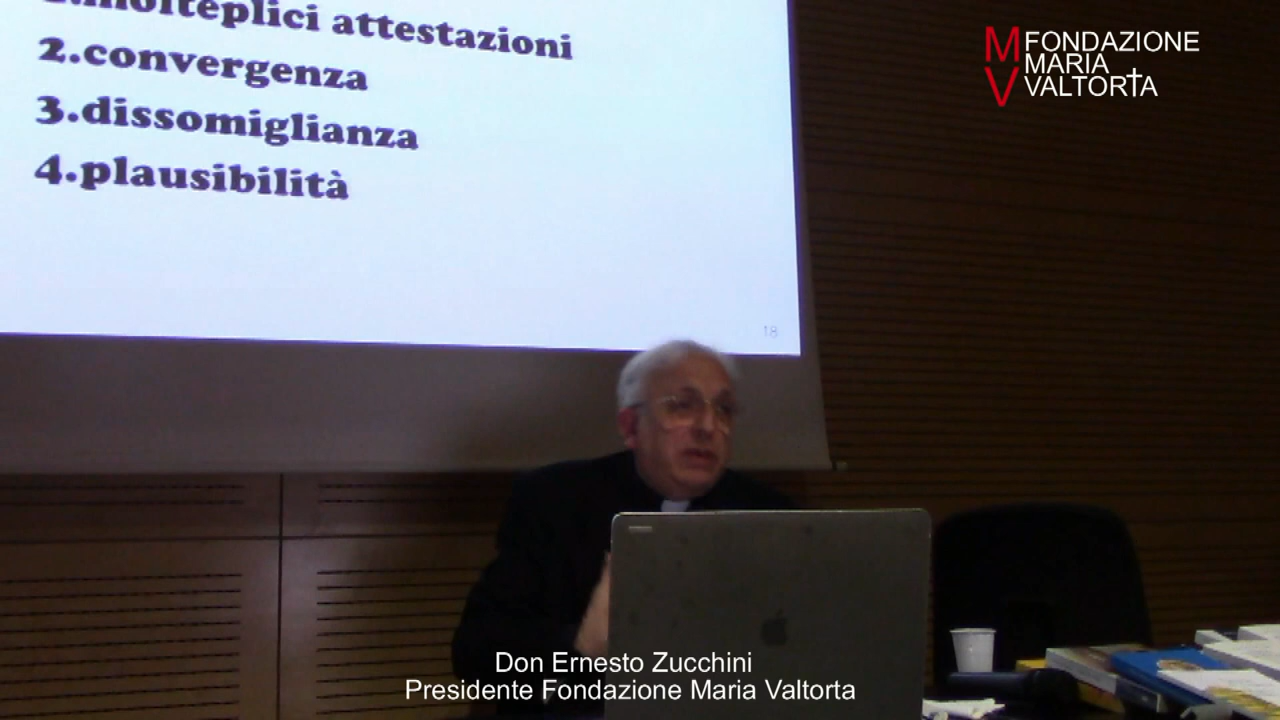 molteplici attestazioni
2.convergenza
3.dissomiglianza
4.plausibilità
18
MV FONDAZIONE
MARIA
VALTORTA
Don Ernesto Zucchini
Presidente Fondazione Maria Valtorta